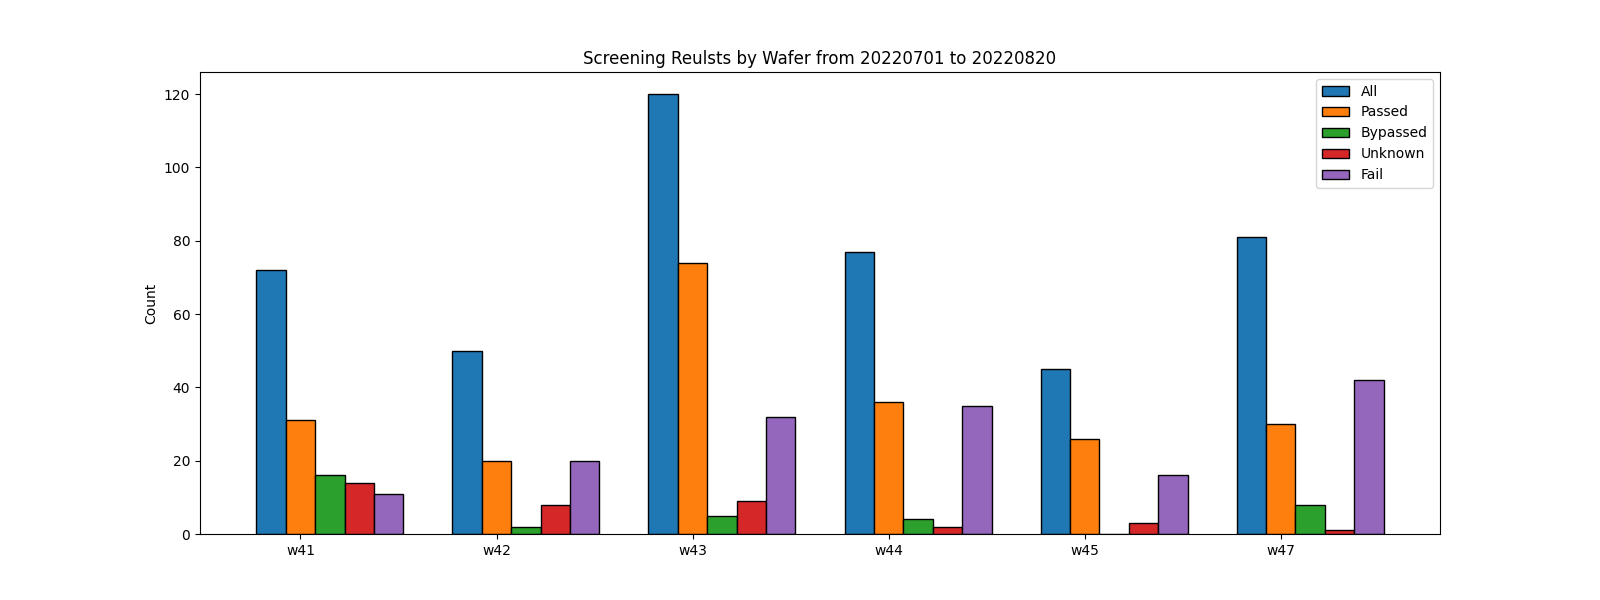 Screening Reulsts by Wafer from 20220701 to 20220820
120
100
80
60
40
20
0
Count
All
Passed
Bypassed
Unknown
Fail
w41 w42 w43 w44 w45 w47